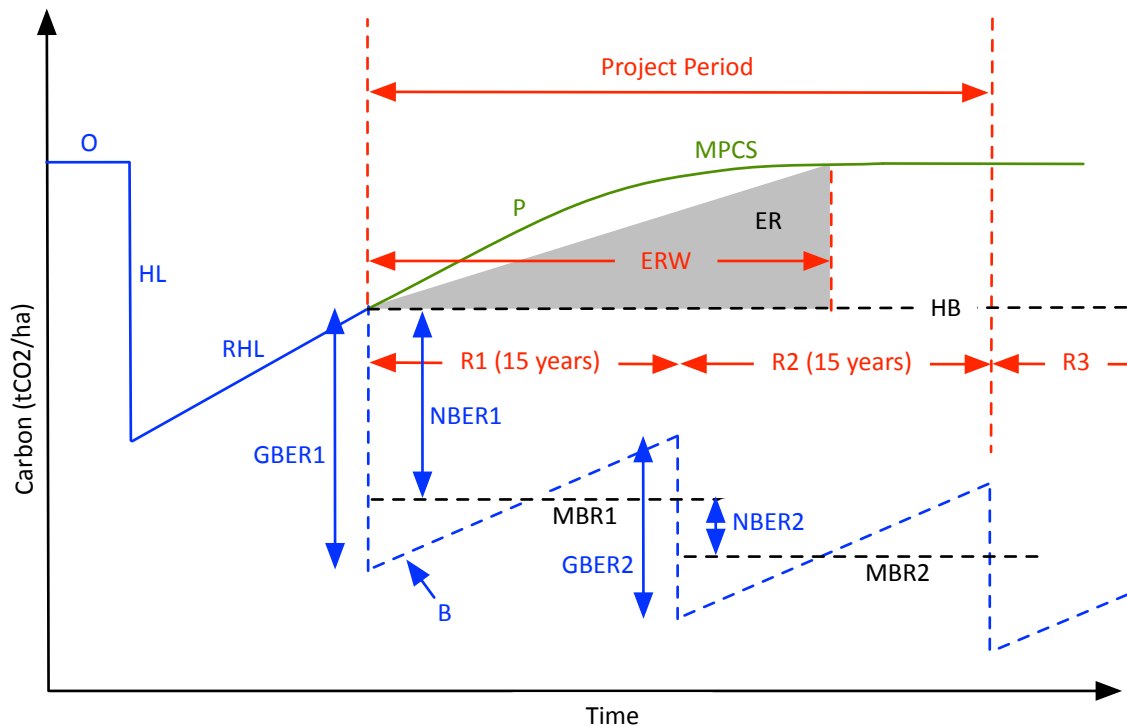 Project Period
O
MPCS
P
ER
HL
ERW
HB
RHL
R1 (15 years)
R2 (15 years)
R3
NBER1
GBER1
MBR1
NBER2
GBER2
MBR2
B
Carbon (tCO2/ha)
Time